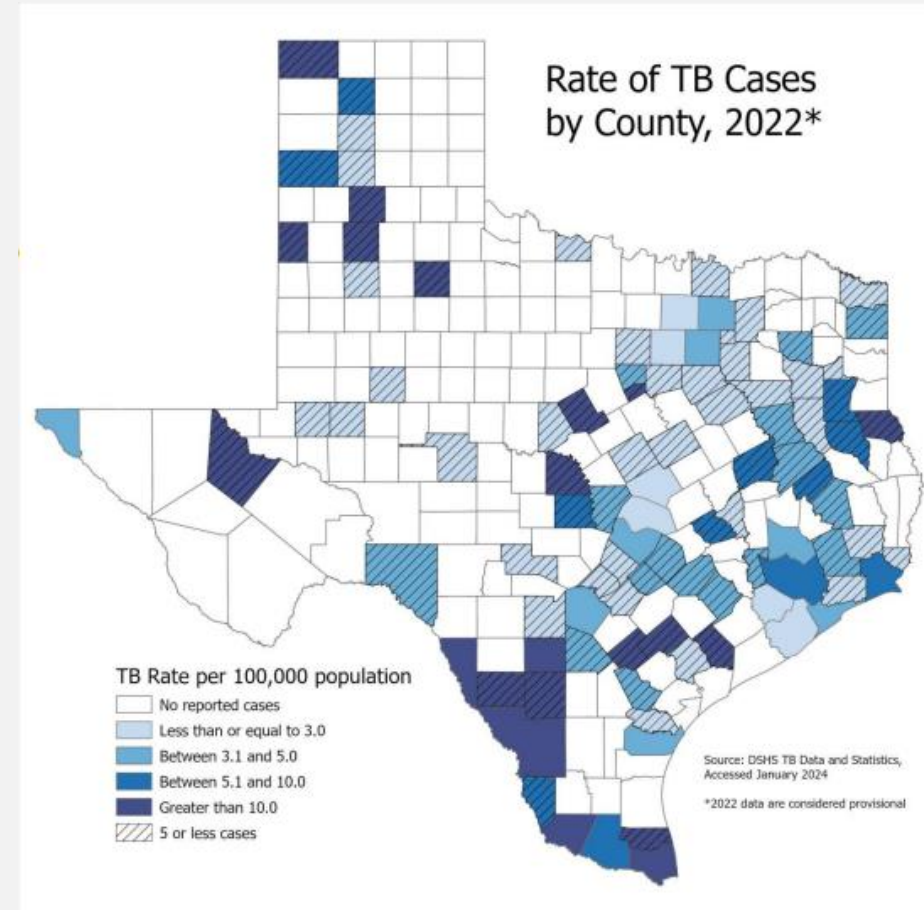 Rate of TB Cases
by County, 2022*
TB Rate per 100,000 population
No reported cases
Less than or equal to 3.0
Between 3.1 and 5.0
Between 5.1 and 10.0
Greater than 10.0
5 or less cases
Source: DSHS TB Data and Statistics,
Accessed January 2024
*2022 data are considered provisional